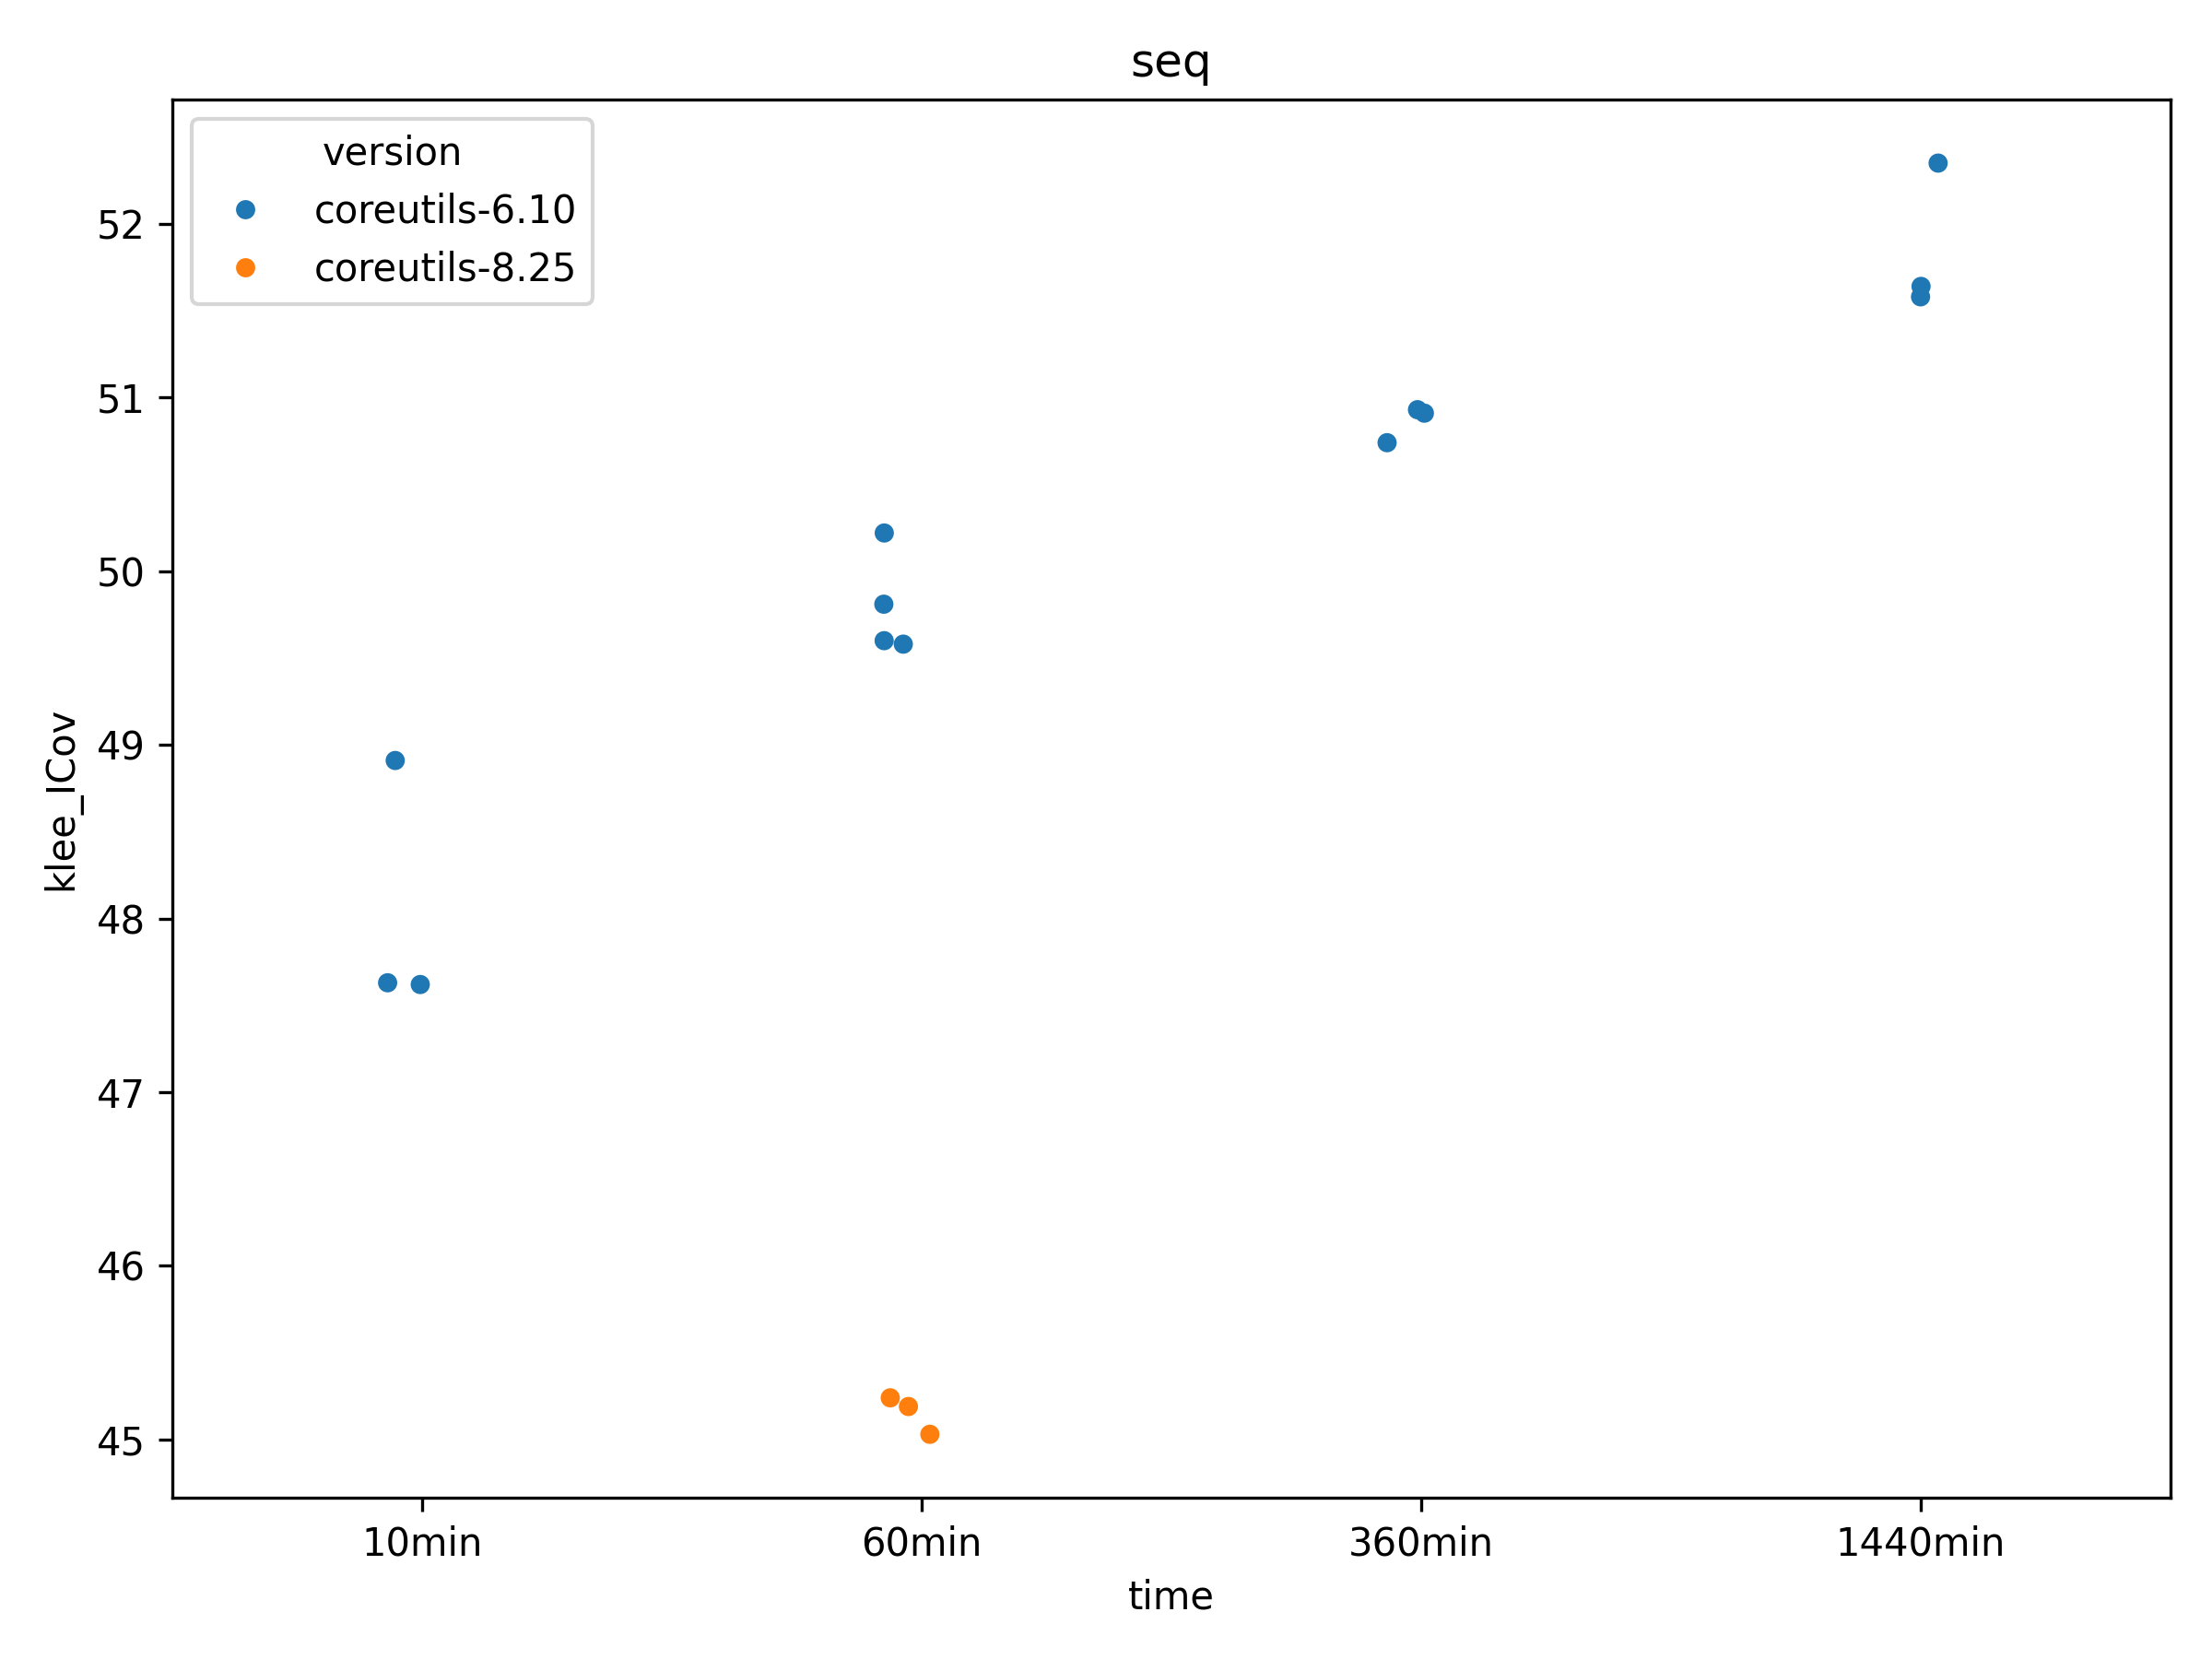 seq
version
coreutils-6.10
coreutils-8.25
52
51
50
49
48
47
46
45
klee_ICov
10min
60min
360min
1440min
time